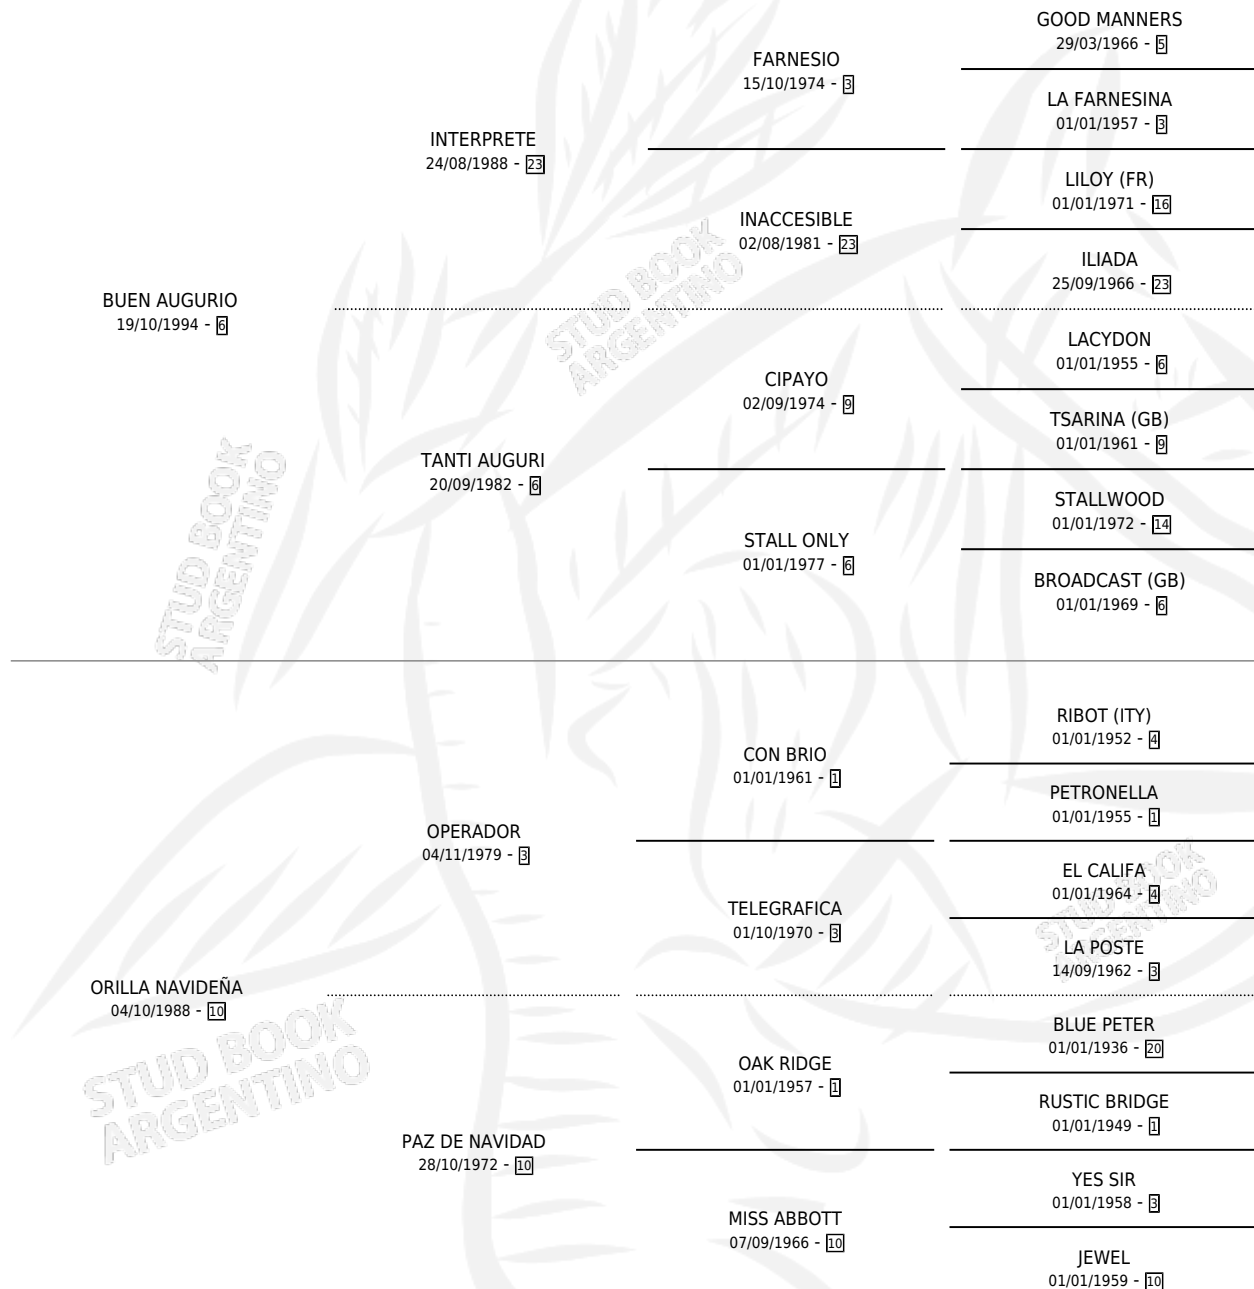 GOOD MANNERS
29/03/1966 - 5
FARNESIO
15/10/1974 - 3
LA FARNESINA
01/01/1957 - 3
INTERPRETE
24/08/1988 - 23
LILOY (FR)
01/01/1971 - 16
INACCESIBLE
02/08/1981 - 23
ILIADA
25/09/1966 - 23
BUEN AUGURIO
19/10/1994 - 6
LACYDON
01/01/1955 - 6
CIPAYO
02/09/1974 - 9
TSARINA (GB)
01/01/1961 - 9
TANTI AUGURI
20/09/1982 - 6
STALLWOOD
01/01/1972 - 14
STALL ONLY
01/01/1977 - 6
BROADCAST (GB)
01/01/1969 - 6
RIBOT (ITY)
01/01/1952 - 4
CON BRIO
01/01/1961 - 1
PETRONELLA
01/01/1955 - 1
OPERADOR
04/11/1979 - 3
EL CALIFA
01/01/1964 - 4
TELEGRAFICA
01/10/1970 - 3
LA POSTE
14/09/1962 - 3
ORILLA NAVIDEÑA
04/10/1988 - 10
BLUE PETER
01/01/1936 - 20
OAK RIDGE
01/01/1957 - 1
RUSTIC BRIDGE
01/01/1949 - 1
PAZ DE NAVIDAD
28/10/1972 - 10
YES SIR
01/01/1958 - 3
MISS ABBOTT
07/09/1966 - 10
JEWEL
01/01/1959 - 10
STUD BOOK
ARGENTINO
STUD BOOK
ARGENTINO
STUD BOOK
ARGENTINO
STUD BOOK
ARGENTINO